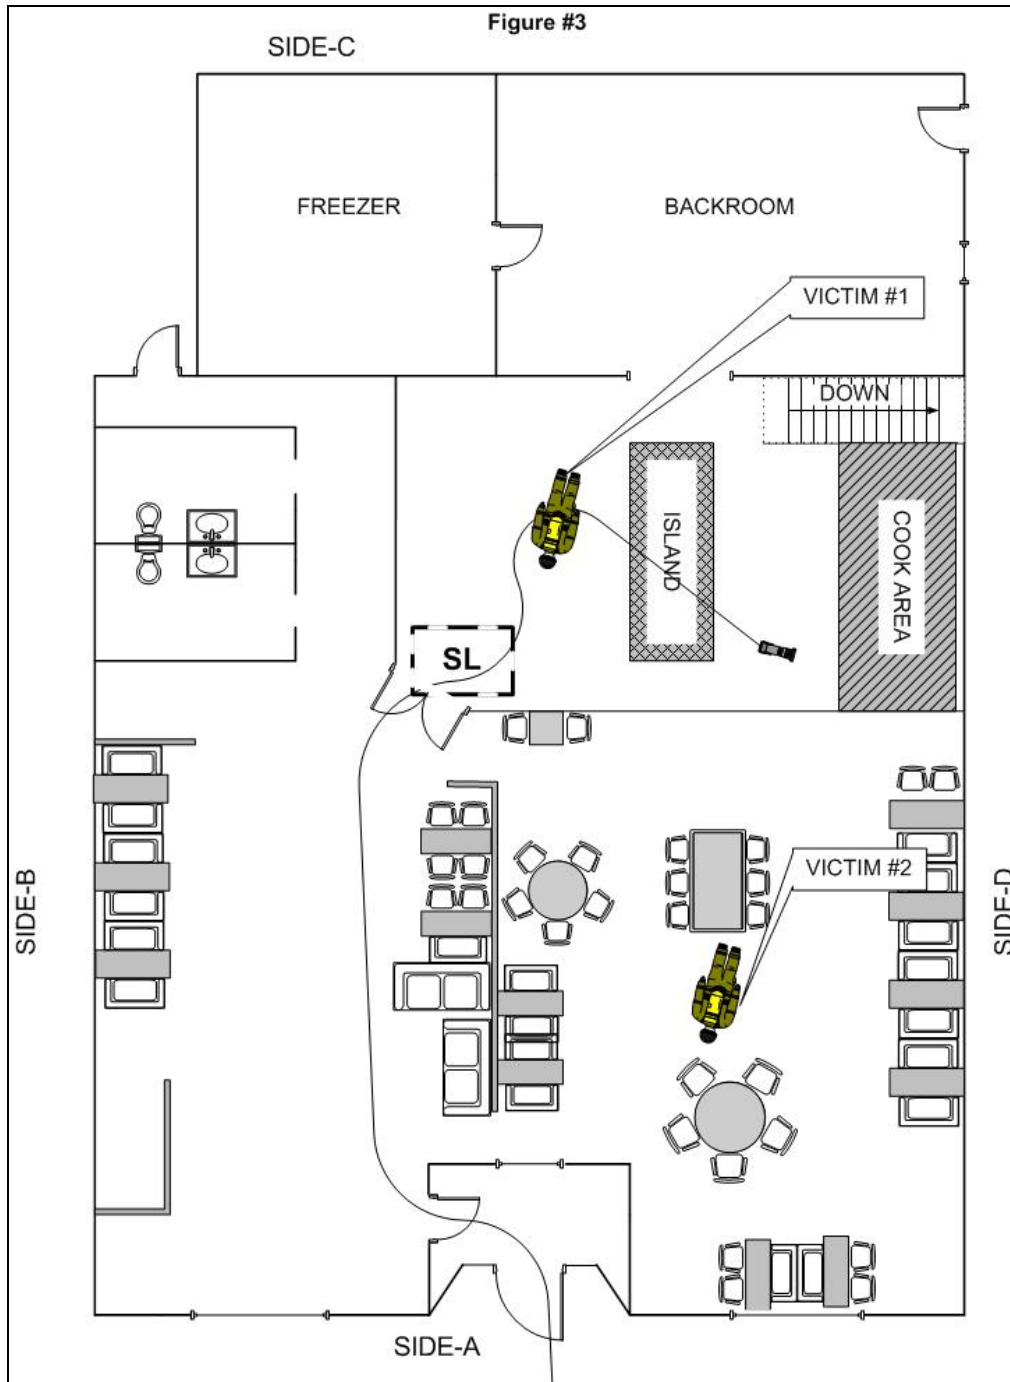 Figure #3
SIDE-C
FREEZER
BACKROOM
VICTIM #1
DOWN
ISLAND
COOK AREA
SL
VICTIM #2
SIDE-B
SIDE-D
SIDE-A